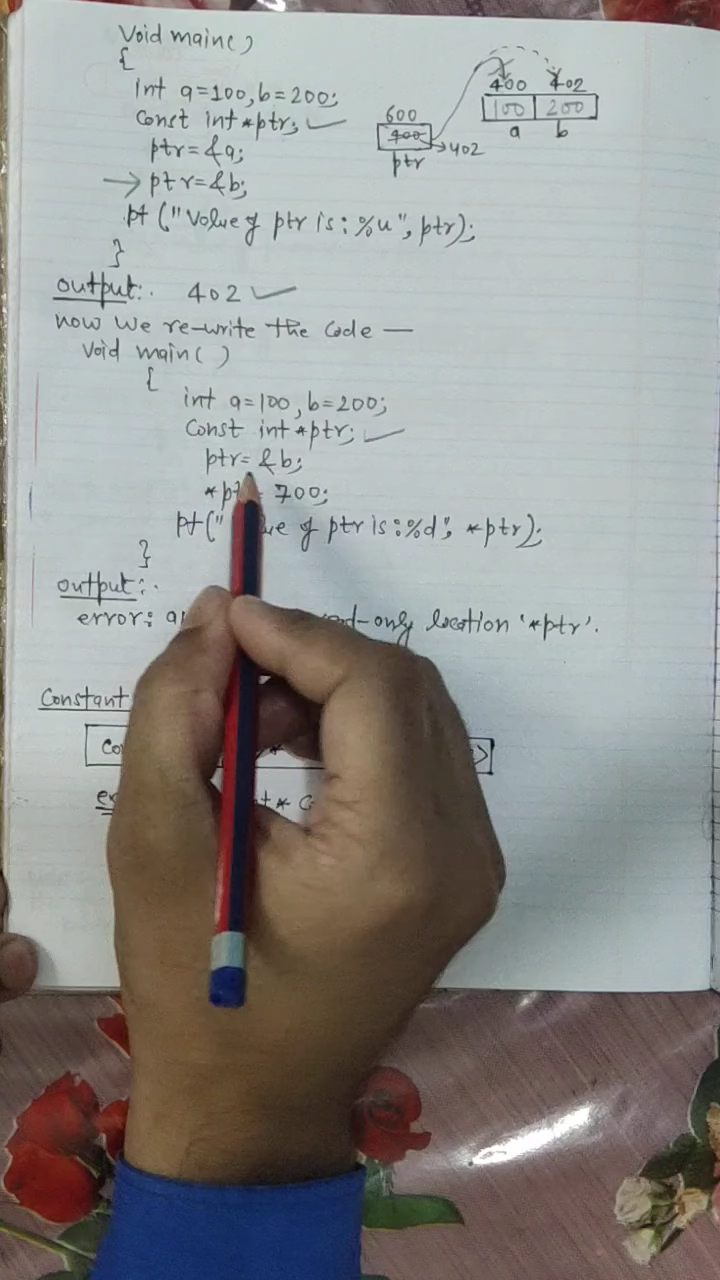 Void main()
{
int a=100, b=200;
Const int *ptr;
ptr=&a;
→ ptr=&b;
pt ("Value of ptr is: %u", ptr);
}
600
400
→402
ptr
400 402
100 200
a b
output:. 402
now we re-write the code —
Void main( )
{
int a=100, b=200;
Const int *ptr;
ptr= &b;
700;
pt (" of ptr is: %d", *ptr);
}
output:.
error: only location '*ptr'.
Constant